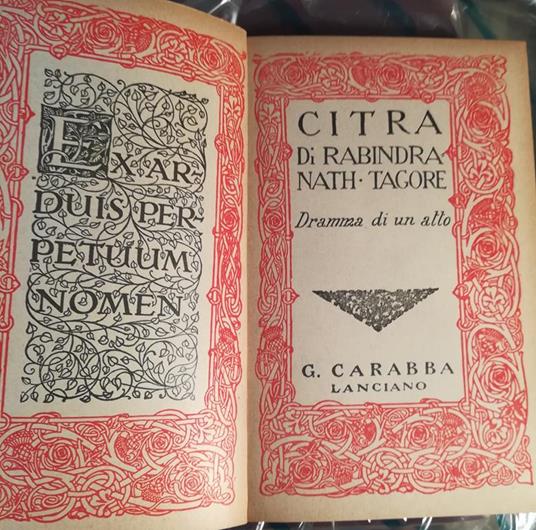 EX AR-
DUIS PER-
PETUUM
NOMEN
CITRA
Di RABINDRA-
NATH · TAGORE
Dramma di un atto
G. CARABBA
LANCIANO